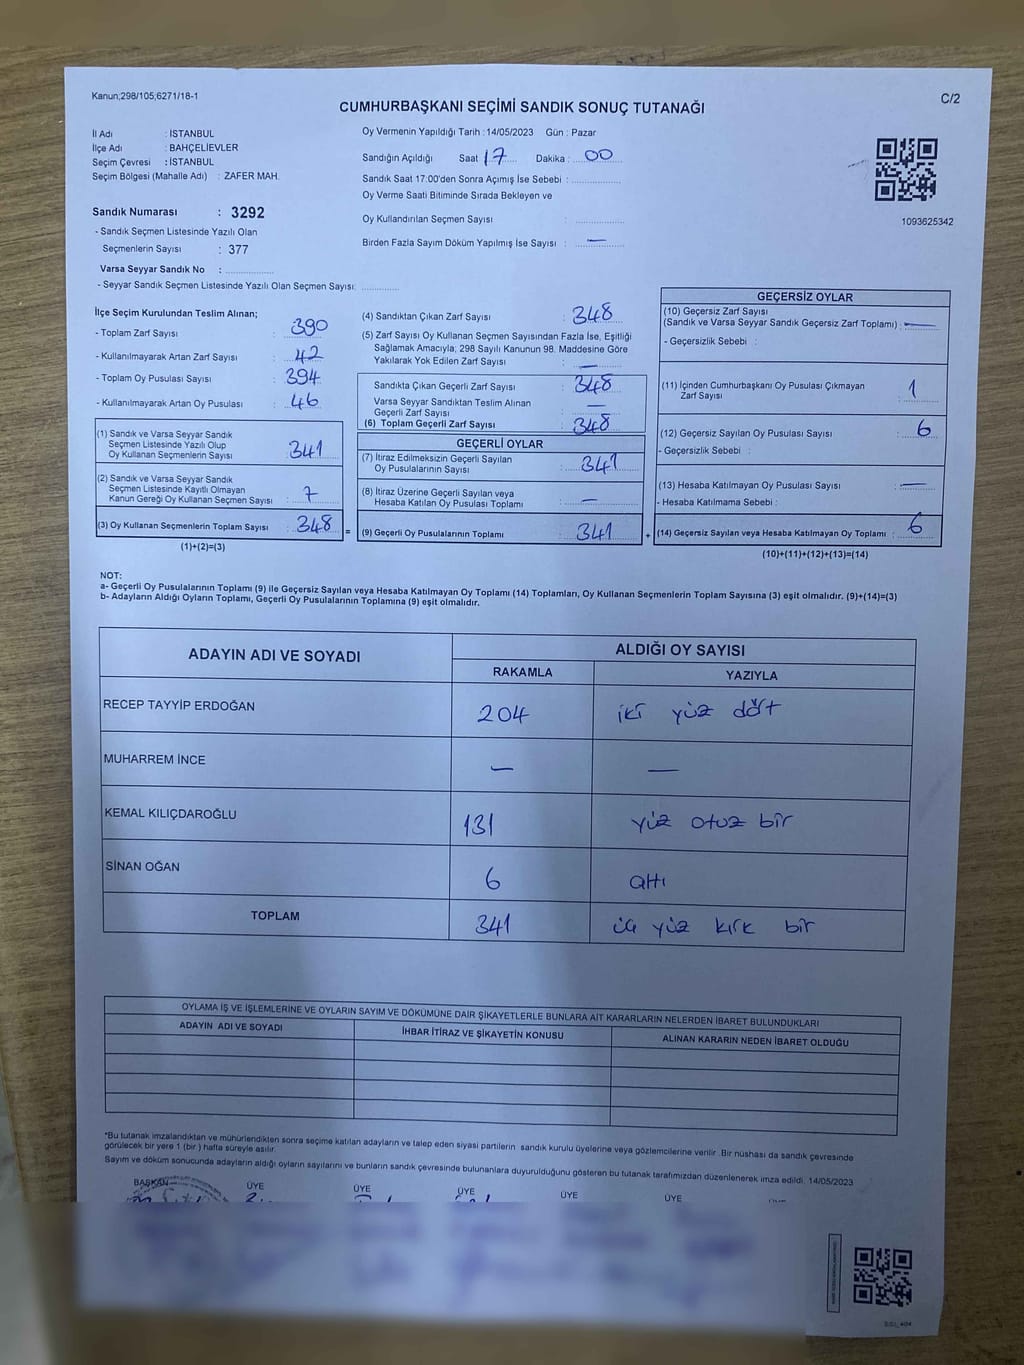 Kanun;298/105;6271/18-1
C/2
CUMHURBAŞKANI SEÇİMİ SANDIK SONUÇ TUTANAĞI
İl Adı : İSTANBUL
İlçe Adı : BAHÇELİEVLER
Seçim Çevresi : İSTANBUL
Seçim Bölgesi (Mahalle Adı) : ZAFER MAH.
Oy Vermenin Yapıldığı Tarih : 14/05/2023 Gün : Pazar
Sandığın Açıldığı Saat 17 Dakika : 00
Sandık Saat 17:00'den Sonra Açımış İse Sebebi :
Oy Verme Saati Bitiminde Sırada Bekleyen ve
Oy Kullandırılan Seçmen Sayısı :
Birden Fazla Sayım Döküm Yapılmış İse Sayısı : —
1093625342
Sandık Numarası : 3292
- Sandık Seçmen Listesinde Yazılı Olan
Seçmenlerin Sayısı : 377
Varsa Seyyar Sandık No :
- Seyyar Sandık Seçmen Listesinde Yazılı Olan Seçmen Sayısı:
İlçe Seçim Kurulundan Teslim Alınan;
- Toplam Zarf Sayısı : 390
- Kullanılmayarak Artan Zarf Sayısı : 42
- Toplam Oy Pusulası Sayısı : 394
- Kullanılmayarak Artan Oy Pusulası : 46
(1) Sandık ve Varsa Seyyar Sandık
Seçmen Listesinde Yazılı Olup
Oy Kullanan Seçmenlerin Sayısı : 341
(2) Sandık ve Varsa Seyyar Sandık
Seçmen Listesinde Kayıtlı Olmayan
Kanun Gereği Oy Kullanan Seçmen Sayısı : 7
(3) Oy Kullanan Seçmenlerin Toplam Sayısı : 348
(1)+(2)=(3)
(4) Sandıktan Çıkan Zarf Sayısı : 348
(5) Zarf Sayısı Oy Kullanan Seçmen Sayısından Fazla İse, Eşitliği
Sağlamak Amacıyla; 298 Sayılı Kanunun 98. Maddesine Göre
Yakılarak Yok Edilen Zarf Sayısı : —
Sandıkta Çıkan Geçerli Zarf Sayısı : 348
Varsa Seyyar Sandıktan Teslim Alınan
Geçerli Zarf Sayısı : —
(6) Toplam Geçerli Zarf Sayısı : 348
GEÇERLİ OYLAR
(7) İtiraz Edilmeksizin Geçerli Sayılan
Oy Pusulalarının Sayısı : 341
(8) İtiraz Üzerine Geçerli Sayılan veya
Hesaba Katılan Oy Pusulası Toplamı : —
= (9) Geçerli Oy Pusulalarının Toplamı : 341
GEÇERSİZ OYLAR
(10) Geçersiz Zarf Sayısı
(Sandık ve Varsa Seyyar Sandık Geçersiz Zarf Toplamı) : —
- Geçersizlik Sebebi :
(11) İçinden Cumhurbaşkanı Oy Pusulası Çıkmayan
Zarf Sayısı : 1
(12) Geçersiz Sayılan Oy Pusulası Sayısı : 6
- Geçersizlik Sebebi :
(13) Hesaba Katılmayan Oy Pusulası Sayısı : —
- Hesaba Katılmama Sebebi :
+ (14) Geçersiz Sayılan veya Hesaba Katılmayan Oy Toplamı : 6
(10)+(11)+(12)+(13)=(14)
NOT:
a- Geçerli Oy Pusulalarının Toplamı (9) ile Geçersiz Sayılan veya Hesaba Katılmayan Oy Toplamı (14) Toplamları, Oy Kullanan Seçmenlerin Toplam Sayısına (3) eşit olmalıdır. (9)+(14)=(3)
b- Adayların Aldığı Oyların Toplamı, Geçerli Oy Pusulalarının Toplamına (9) eşit olmalıdır.
ADAYIN ADI VE SOYADI
ALDIĞI OY SAYISI
RAKAMLA YAZIYLA
RECEP TAYYİP ERDOĞAN 204 iki yüz dört
MUHARREM İNCE — —
KEMAL KILIÇDAROĞLU 131 yüz otuz bir
SİNAN OĞAN 6 altı
TOPLAM 341 üç yüz kırk bir
OYLAMA İŞ VE İŞLEMLERİNE VE OYLARIN SAYIM VE DÖKÜMÜNE DAİR ŞİKAYETLERLE BUNLARA AİT KARARLARIN NELERDEN İBARET BULUNDUKLARI
ADAYIN ADI VE SOYADI İHBAR İTİRAZ VE ŞİKAYETİN KONUSU ALINAN KARARIN NEDEN İBARET OLDUĞU
*Bu tutanak imzalandıktan ve mühürlendikten sonra seçime katılan adayların ve talep eden siyasi partilerin sandık kurulu üyelerine veya gözlemcilerine verilir. Bir nüshası da sandık çevresinde
görülecek bir yere 1 (bir) hafta süreyle asılır.
Sayım ve döküm sonucunda adayların aldığı oyların sayılarını ve bunların sandık çevresinde bulunanlara duyurulduğunu gösteren bu tutanak tarafımızdan düzenlenerek imza edildi. 14/05/2023
BAŞKAN ÜYE ÜYE ÜYE ÜYE ÜYE